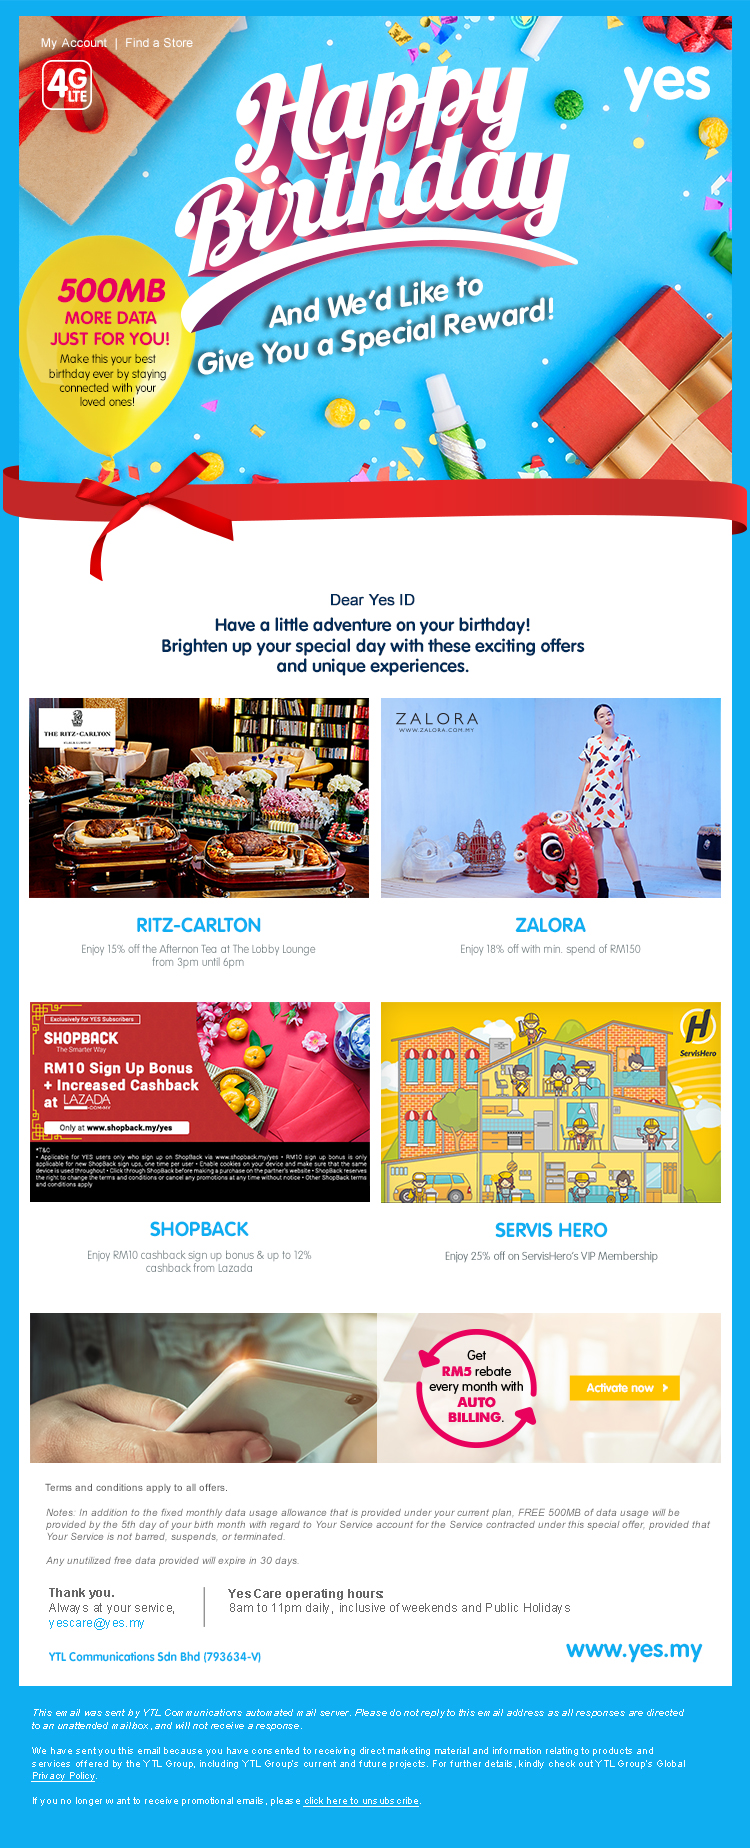 My Account | Find a Store
4G
LTE
yes
Happy
Birthday
And We'd Like to
Give You a Special Reward!
500MB
MORE DATA
JUST FOR YOU!
Make this your best
birthday ever by staying
connected with your
loved ones!
Dear Yes ID
Have a little adventure on your birthday!
Brighten up your special day with these exciting offers
and unique experiences.
THE RITZ-CARLTON
ZALORA
WWW.ZALORA.COM.MY
RITZ-CARLTON
Enjoy 15% off the Afternon Tea at The Lobby Lounge
from 3pm until 6pm
ZALORA
Enjoy 18% off with min. spend of RM150
Exclusively for YES Subscribers
SHOPBACK
The Smarter Way
RM10 Sign Up Bonus
+ Increased Cashback
at LAZADA
.COM.MY
Only at www.shopback.my/yes
*T&C
• Applicable for YES users only who sign up on ShopBack via www.shopback.my/yes • RM10 sign up bonus is only
applicable for new ShopBack sign ups, one time per user • Enable cookies on your device and make sure that the same
device is used throughout • Click through ShopBack before making a purchase on the partner's website • ShopBack reserves
the right to change the terms and conditions or cancel any promotions at any time without notice • Other ShopBack terms
and conditions apply
H
ServisHero
SHOPBACK
Enjoy RM10 cashback sign up bonus & up to 12%
cashback from Lazada
SERVIS HERO
Enjoy 25% off on ServisHero's VIP Membership
Get
RM5 rebate
every month with
AUTO
BILLING.
Activate now
Terms and conditions apply to all offers.
Notes: In addition to the fixed monthly data usage allowance that is provided under your current plan, FREE 500MB of data usage will be
provided by the 5th day of your birth month with regard to Your Service account for the Service contracted under this special offer, provided that
Your Service is not barred, suspends, or terminated.
Any unutilized free data provided will expire in 30 days.
Thank you.
Always at your service,
yescare@yes.my
Yes Care operating hours:
8am to 11pm daily, inclusive of weekends and Public Holidays
YTL Communications Sdn Bhd (793634-V)
www.yes.my
This email was sent by YTL Communications automated mail server. Please do not reply to this email address as all responses are directed
to an unattended mailbox, and will not receive a response.
We have sent you this email because you have consented to receiving direct marketing material and information relating to products and
services offered by the YTL Group, including YTL Group's current and future projects. For further details, kindly check out YTL Group's Global
Privacy Policy.
If you no longer want to receive promotional emails, please click here to unsubscribe.